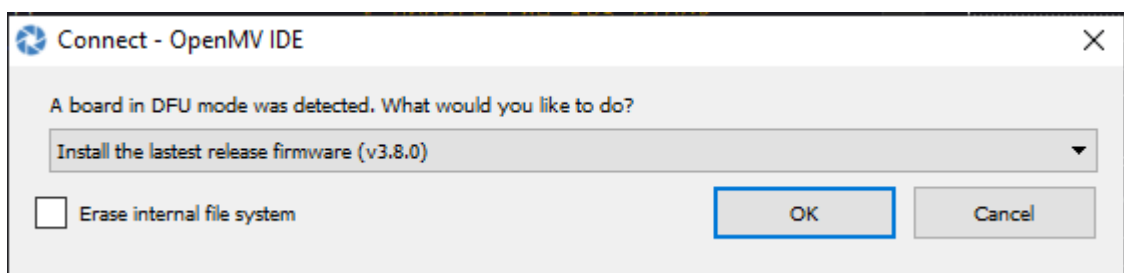 Connect - OpenMV IDE
A board in DFU mode was detected. What would you like to do?
Install the lastest release firmware (v3.8.0)
Erase internal file system
OK
Cancel